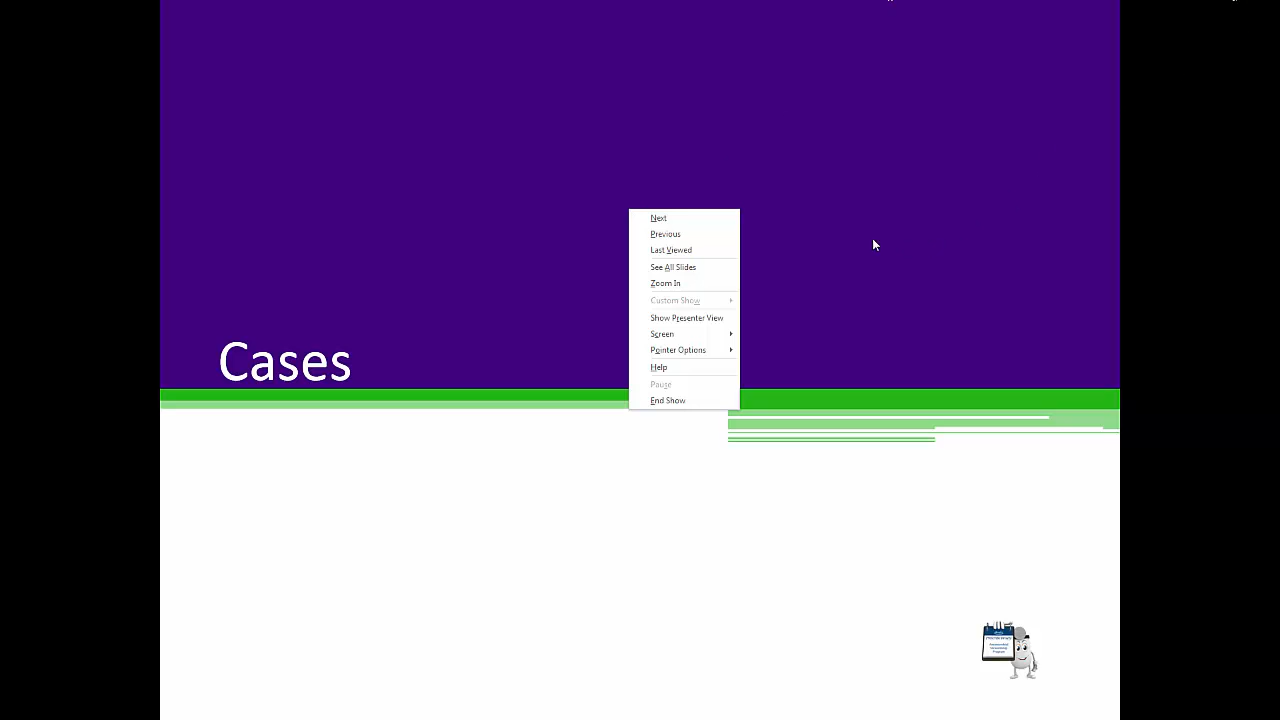 Next
Previous
Last Viewed
See All Slides
Zoom In
Custom Show
Show Presenter View
Screen
Pointer Options
Help
Pause
End Show
Cases